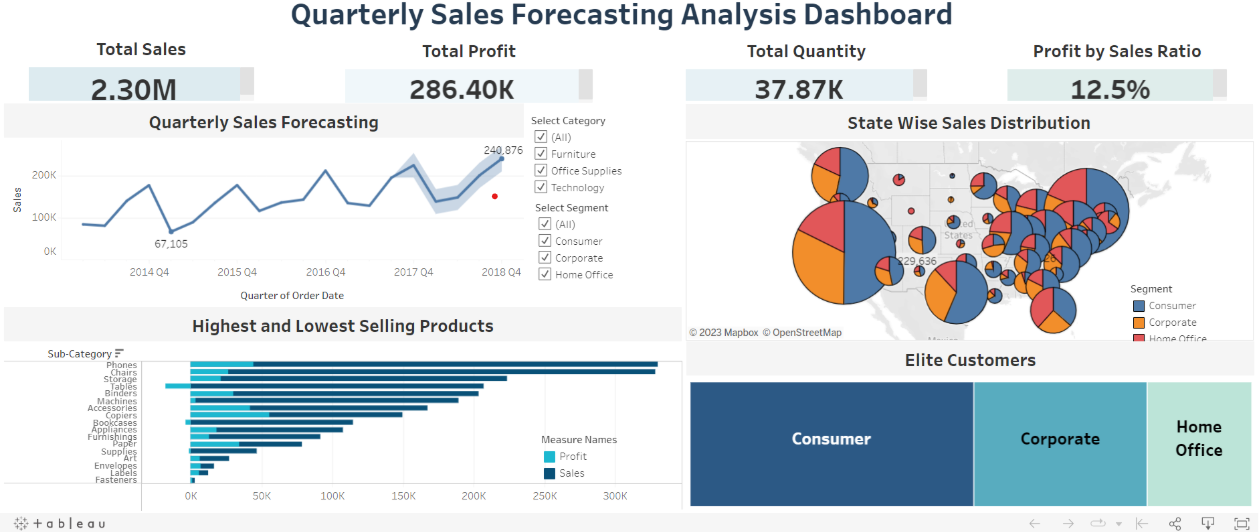 Quarterly Sales Forecasting Analysis Dashboard
Total Sales
Total Profit
Total Quantity
Profit by Sales Ratio
2.30M
286.40K
37.87K
12.5%
Quarterly Sales Forecasting
Sales
200K
100K
0K
240,876
67,105
2014 Q4
2015 Q4
2016 Q4
2017 Q4
2018 Q4
Quarter of Order Date
Select Category
(All)
Furniture
Office Supplies
Technology
Select Segment
(All)
Consumer
Corporate
Home Office
State Wise Sales Distribution
United
States
229,636
Segment
Consumer
Corporate
Home Office
© 2023 Mapbox © OpenStreetMap
Highest and Lowest Selling Products
Sub-Category
Phones
Chairs
Storage
Tables
Binders
Machines
Accessories
Copiers
Bookcases
Appliances
Furnishings
Paper
Supplies
Art
Envelopes
Labels
Fasteners
0K
50K
100K
150K
200K
250K
300K
Measure Names
Profit
Sales
Elite Customers
Consumer
Corporate
Home
Office
+ableau